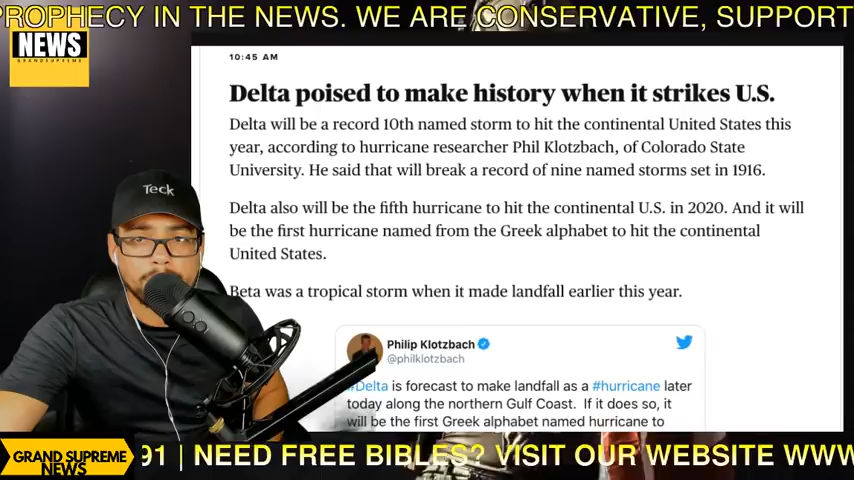 PROPHECY IN THE NEWS. WE ARE CONSERVATIVE, SUPPORT
NEWS
GRANDSUPREME
10:45 AM
Delta poised to make history when it strikes U.S.
Delta will be a record 10th named storm to hit the continental United States this
year, according to hurricane researcher Phil Klotzbach, of Colorado State
University. He said that will break a record of nine named storms set in 1916.
Delta also will be the fifth hurricane to hit the continental U.S. in 2020. And it will
be the first hurricane named from the Greek alphabet to hit the continental
United States.
Beta was a tropical storm when it made landfall earlier this year.
Philip Klotzbach
@philklotzbach
#Delta is forecast to make landfall as a #hurricane later
today along the northern Gulf Coast. If it does so, it
will be the first Greek alphabet named hurricane to
Teck
GRAND SUPREME
NEWS
91 | NEED FREE BIBLES? VISIT OUR WEBSITE WWW